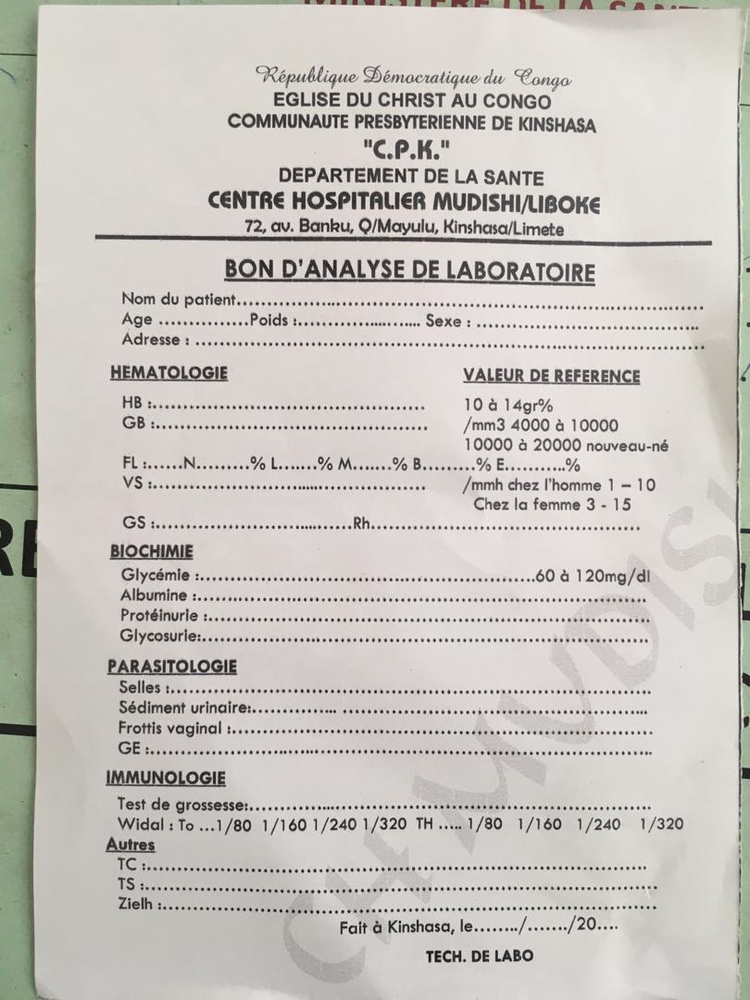 MINISTERE DE LA SANTE
République Démocratique du Congo
EGLISE DU CHRIST AU CONGO
COMMUNAUTE PRESBYTERIENNE DE KINSHASA
"C.P.K."
DEPARTEMENT DE LA SANTE
CENTRE HOSPITALIER MUDISHI/LIBOKE
72, av. Banku, Q/Mayulu, Kinshasa/Limete
BON D'ANALYSE DE LABORATOIRE
Nom du patient..........................................................................
Age ...............Poids :........................ Sexe : .....................................
Adresse : ..................................................................................
HEMATOLOGIE VALEUR DE REFERENCE
HB :............................................. 10 à 14gr%
GB :............................................. /mm3 4000 à 10000
10000 à 20000 nouveau-né
FL :......N.........% L.......% M.......% B.........% E...........%
VS :............................................. /mmh chez l'homme 1 – 10
Chez la femme 3 - 15
GS :..................................Rh..............................................
BIOCHIMIE
Glycémie :.......................................................60 à 120mg/dl
Albumine :.........................................................................
Protéinurie :.......................................................................
Glycosurie:........................................................................
PARASITOLOGIE
Selles :..............................................................................
Sédiment urinaire:.............. ..................................................
Frottis vaginal :....................................................................
GE :.................................................................................
IMMUNOLOGIE
Test de grossesse:.................................................................
Widal : To ...1/80 1/160 1/240 1/320 TH ..... 1/80 1/160 1/240 1/320
Autres
TC :.................................................................................
TS :..................................................................................
Zielh :...............................................................................
Fait à Kinshasa, le......../......./20....
TECH. DE LABO
CH MUDIS